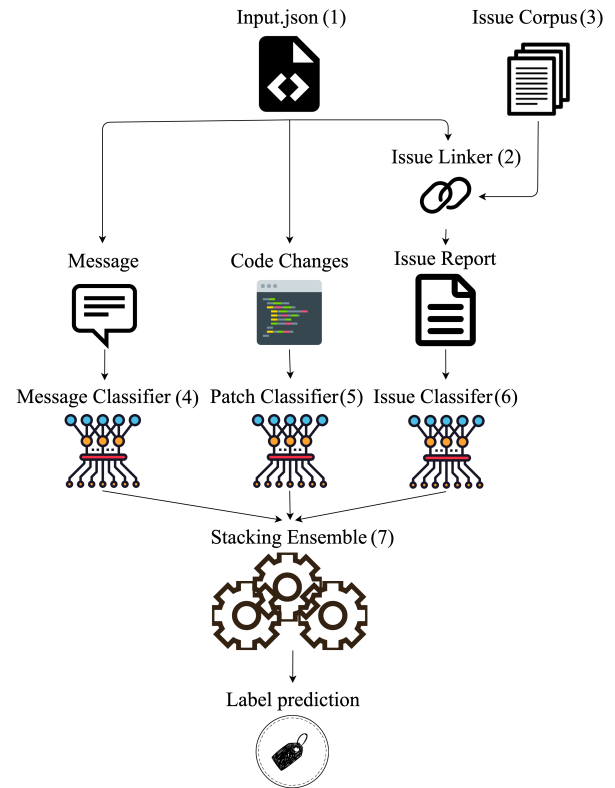 Input.json (1)
Issue Corpus (3)
Issue Linker (2)
Message
Code Changes
Issue Report
Message Classifier (4)
Patch Classifier (5)
Issue Classifer (6)
Stacking Ensemble (7)
Label prediction